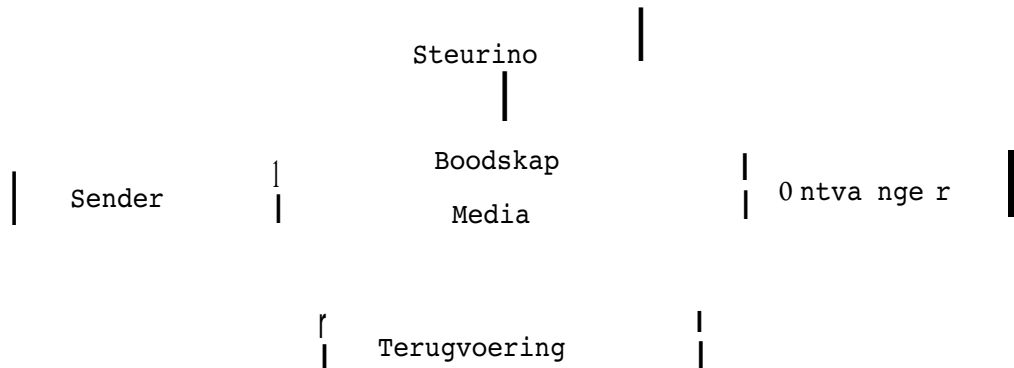 Steurino
Boodskap
Sender
0 ntva nge r
Media
Terugvoering